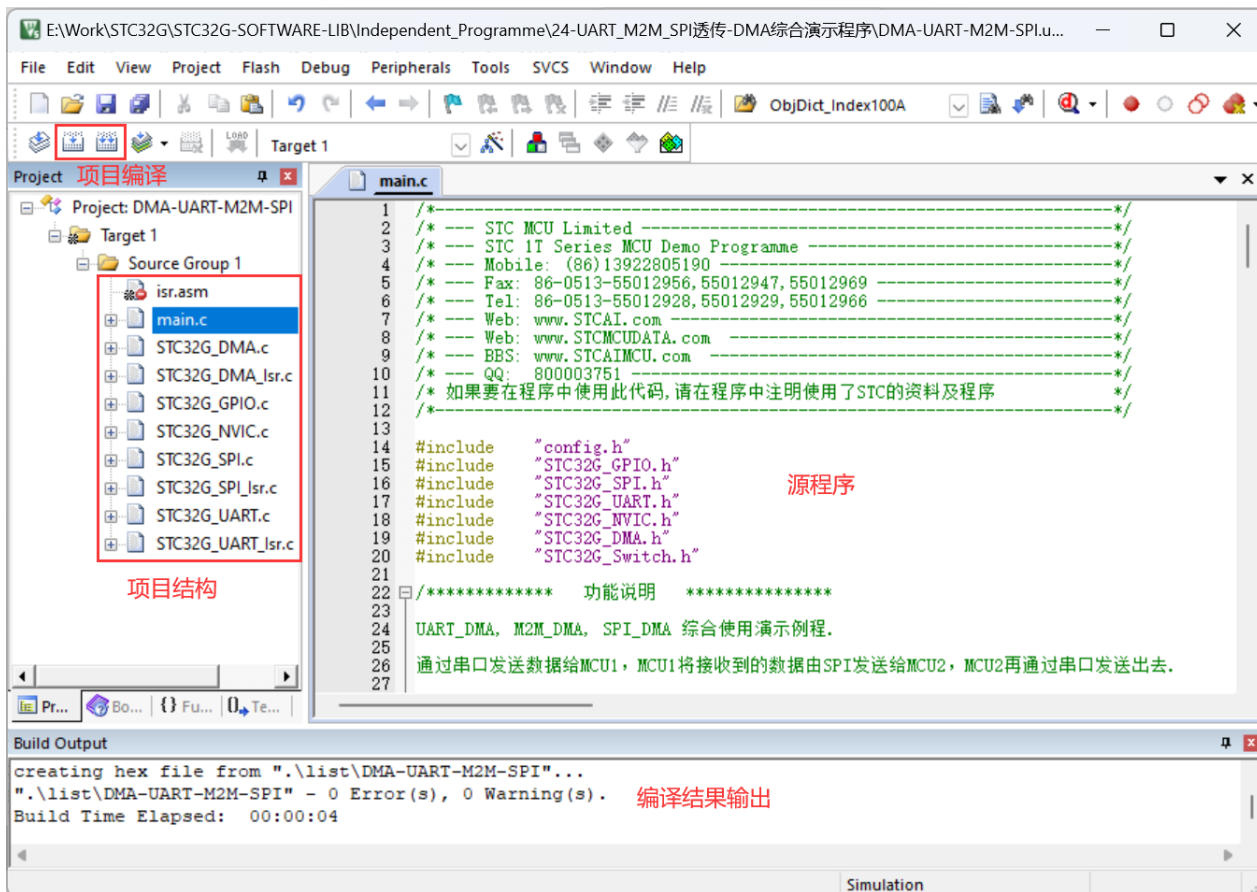 E:\Work\STC32G\STC32G-SOFTWARE-LIB\Independent_Programme\24-UART_M2M_SPI透传-DMA综合演示程序\DMA-UART-M2M-SPI.u...
File Edit View Project Flash Debug Peripherals Tools SVCS Window Help
ObjDict_Index100A
LOAD Target 1
Project 项目编译
main.c
Project: DMA-UART-M2M-SPI
Target 1
Source Group 1
isr.asm
main.c
STC32G_DMA.c
STC32G_DMA_Isr.c
STC32G_GPIO.c
STC32G_NVIC.c
STC32G_SPI.c
STC32G_SPI_Isr.c
STC32G_UART.c
STC32G_UART_Isr.c
项目结构
1 /*---------------------------------------------------------------------*/
2 /* --- STC MCU Limited ------------------------------------------------*/
3 /* --- STC 1T Series MCU Demo Programme -------------------------------*/
4 /* --- Mobile: (86)13922805190 ----------------------------------------*/
5 /* --- Fax: 86-0513-55012956,55012947,55012969 ------------------------*/
6 /* --- Tel: 86-0513-55012928,55012929,55012966 ------------------------*/
7 /* --- Web: www.STCAI.com ---------------------------------------------*/
8 /* --- Web: www.STCMCUDATA.com ---------------------------------------*/
9 /* --- BBS: www.STCAIMCU.com -----------------------------------------*/
10 /* --- QQ: 800003751 -------------------------------------------------*/
11 /* 如果要在程序中使用此代码,请在程序中注明使用了STC的资料及程序 */
12 /*---------------------------------------------------------------------*/
13
14 #include "config.h"
15 #include "STC32G_GPIO.h"
16 #include "STC32G_SPI.h"
17 #include "STC32G_UART.h"
18 #include "STC32G_NVIC.h"
19 #include "STC32G_DMA.h"
20 #include "STC32G_Switch.h"
源程序
21
22 /************* 功能说明 ***************
23
24 UART_DMA, M2M_DMA, SPI_DMA 综合使用演示例程.
25
26 通过串口发送数据给MCU1，MCU1将接收到的数据由SPI发送给MCU2，MCU2再通过串口发送出去.
27
Pr... Bo... {} Fu... Te...
Build Output
creating hex file from ".\list\DMA-UART-M2M-SPI"...
".\list\DMA-UART-M2M-SPI" - 0 Error(s), 0 Warning(s).
Build Time Elapsed: 00:00:04
编译结果输出
Simulation